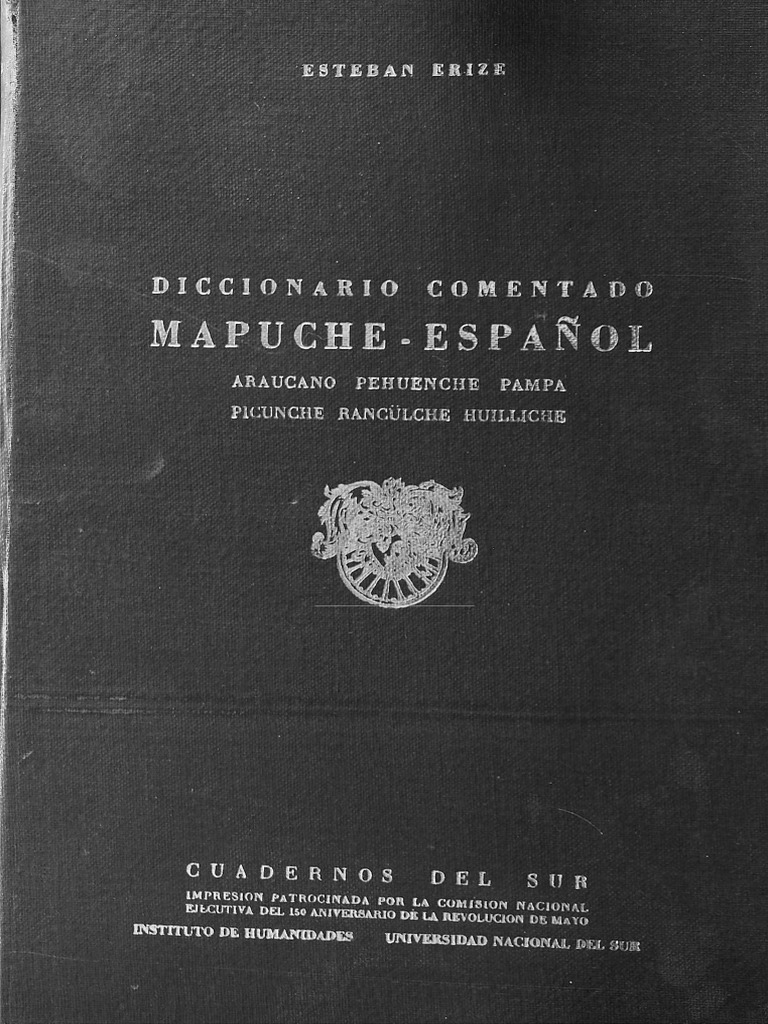 ESTEBAN ERIZE
DICCIONARIO COMENTADO
MAPUCHE - ESPAÑOL
ARAUCANO PEHUENCHE PAMPA
PICUNCHE RANCÜLCHE HUILLICHE
CUADERNOS DEL SUR
IMPRESION PATROCINADA POR LA COMISION NACIONAL
EJECUTIVA DEL 150 ANIVERSARIO DE LA REVOLUCION DE MAYO
INSTITUTO DE HUMANIDADES UNIVERSIDAD NACIONAL DEL SUR